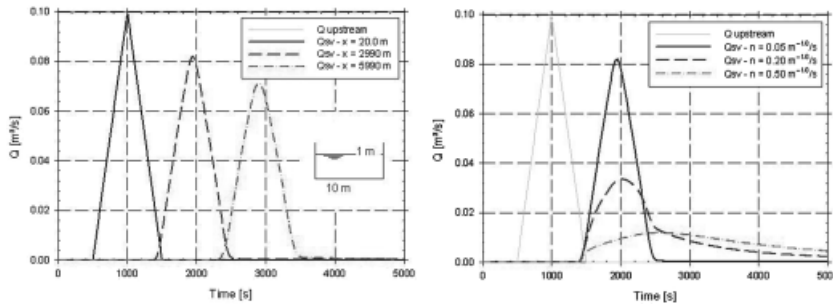 0.10
0.08
0.06
0.04
0.02
0.00
Q [m³/s]
Q upstream
Qsv - x = 20.0 m
Qsv - x = 2990 m
Qsv - x = 5990 m
1 m
10 m
0 1000 2000 3000 4000 5000
Time [s]
0.10
0.08
0.06
0.04
0.02
0.00
Q [m³/s]
Q upstream
Qsv - n = 0.05 m⁻¹ᐟ³/s
Qsv - n = 0.20 m⁻¹ᐟ³/s
Qsv - n = 0.50 m⁻¹ᐟ³/s
0 1000 2000 3000 4000 5000
Time [s]